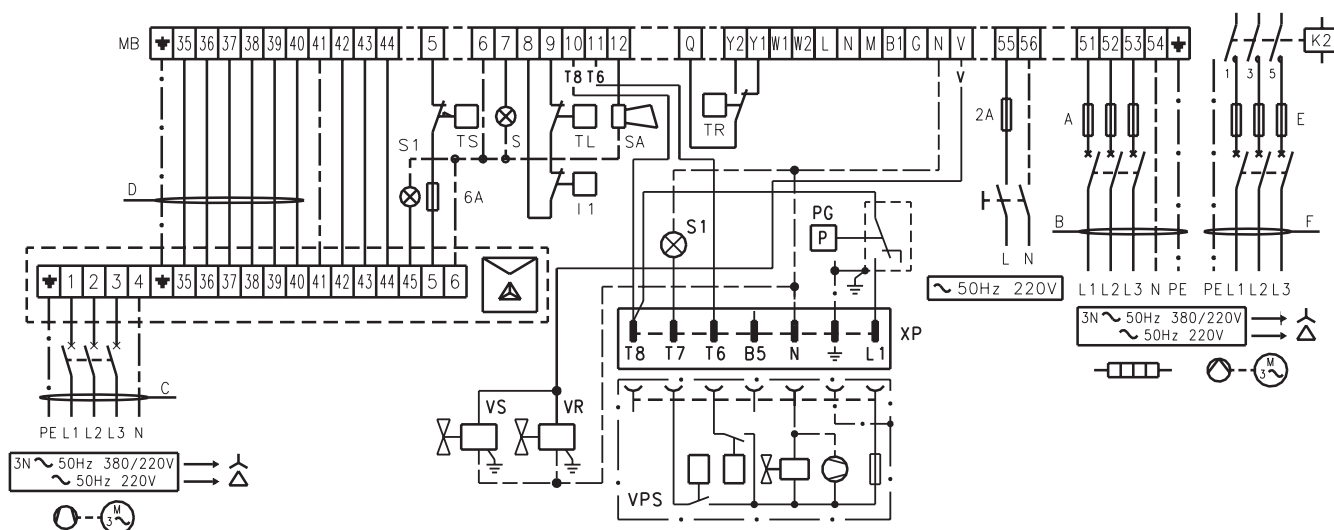 MB 35 36 37 38 39 40 41 42 43 44 5 6 7 8 9 10 11 12 Q Y2 Y1 W1 W2 L N M B1 G N V 55 56 51 52 53 54 K2
T8 T6 V 1 3 5
S1 TS S TL SA TR 2A A E
D 6A I1
PG
P
S1 B F
L N
1 2 3 4 35 36 37 38 39 40 41 42 43 44 45 5 6
50Hz 220V
L1 L2 L3 N PE PE L1 L2 L3
3N 50Hz 380/220V
50Hz 220V
XP
T8 T7 T6 B5 N L1
M
3
C
VS VR
PE L1 L2 L3 N
3N 50Hz 380/220V
50Hz 220V
VPS
M
3